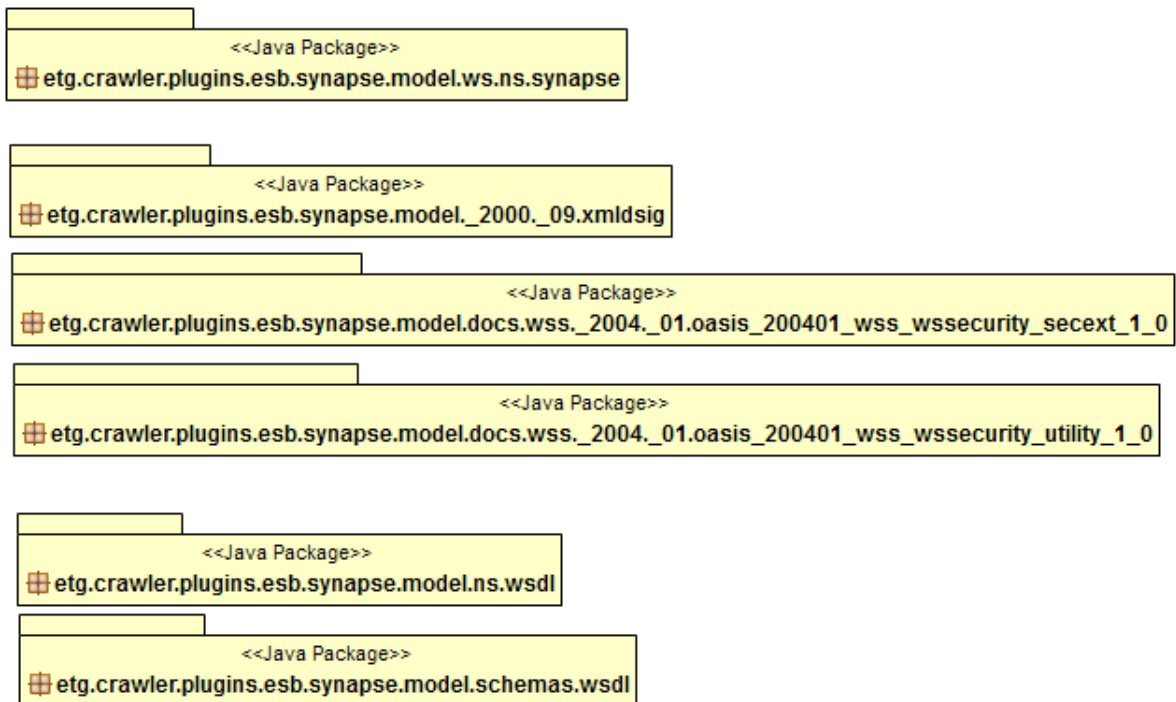 <<Java Package>>
etg.crawler.plugins.esb.synapse.model.ws.ns.synapse
<<Java Package>>
etg.crawler.plugins.esb.synapse.model._2000._09.xmldsig
<<Java Package>>
etg.crawler.plugins.esb.synapse.model.docs.wss._2004._01.oasis_200401_wss_wssecurity_secext_1_0
<<Java Package>>
etg.crawler.plugins.esb.synapse.model.docs.wss._2004._01.oasis_200401_wss_wssecurity_utility_1_0
<<Java Package>>
etg.crawler.plugins.esb.synapse.model.ns.wsdl
<<Java Package>>
etg.crawler.plugins.esb.synapse.model.schemas.wsdl